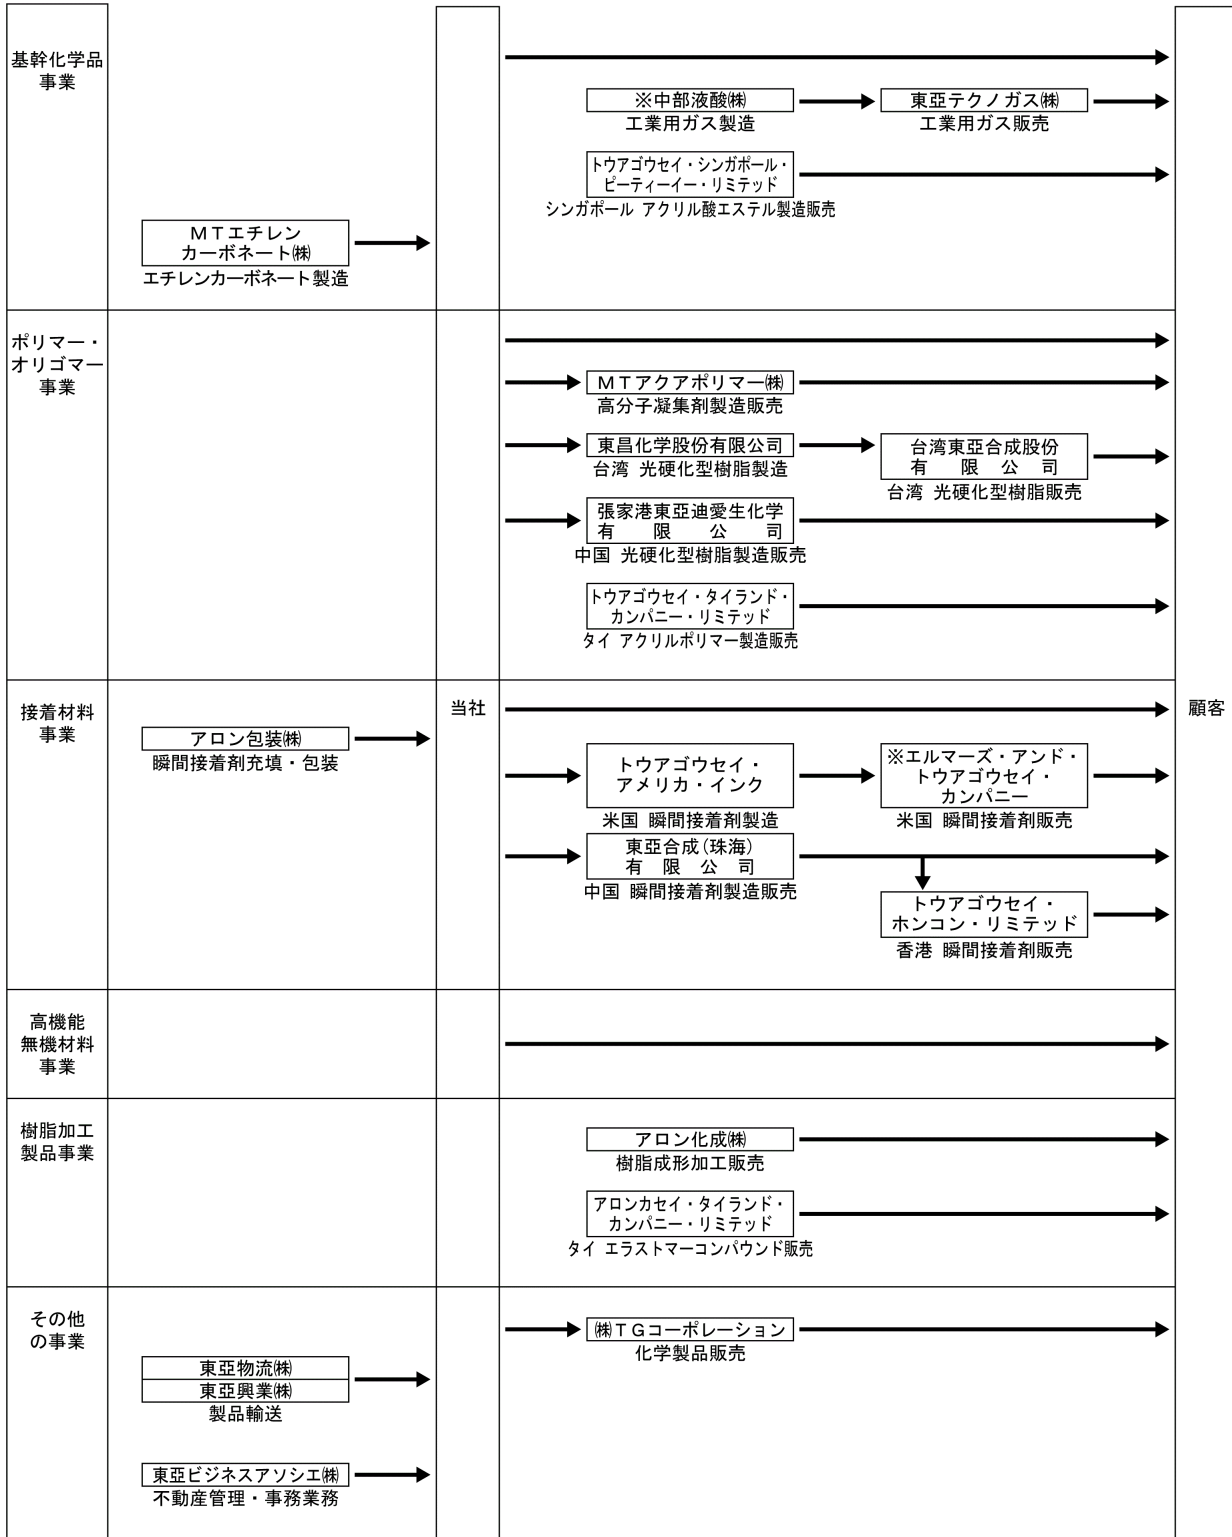 基幹化学品
事業
※中部液酸㈱
工業用ガス製造
東亞テクノガス㈱
工業用ガス販売
トウアゴウセイ・シンガポール・
ピーティーイー・リミテッド
シンガポール アクリル酸エステル製造販売
ＭＴエチレン
カーボネート㈱
エチレンカーボネート製造
ポリマー・
オリゴマー
事業
ＭＴアクアポリマー㈱
高分子凝集剤製造販売
東昌化学股份有限公司
台湾 光硬化型樹脂製造
台湾東亞合成股份
有限公司
台湾 光硬化型樹脂販売
張家港東亞迪愛生化学
有限公司
中国 光硬化型樹脂製造販売
トウアゴウセイ・タイランド・
カンパニー・リミテッド
タイ アクリルポリマー製造販売
接着材料
事業
アロン包装㈱
瞬間接着剤充填・包装
当社
顧客
トウアゴウセイ・
アメリカ・インク
米国 瞬間接着剤製造
※エルマーズ・アンド・
トウアゴウセイ・
カンパニー
米国 瞬間接着剤販売
東亞合成(珠海)
有限公司
中国 瞬間接着剤製造販売
トウアゴウセイ・
ホンコン・リミテッド
香港 瞬間接着剤販売
高機能
無機材料
事業
樹脂加工
製品事業
アロン化成㈱
樹脂成形加工販売
アロンカセイ・タイランド・
カンパニー・リミテッド
タイ エラストマーコンパウンド販売
その他
の事業
㈱ＴＧコーポレーション
化学製品販売
東亞物流㈱
東亞興業㈱
製品輸送
東亞ビジネスアソシエ㈱
不動産管理・事務業務